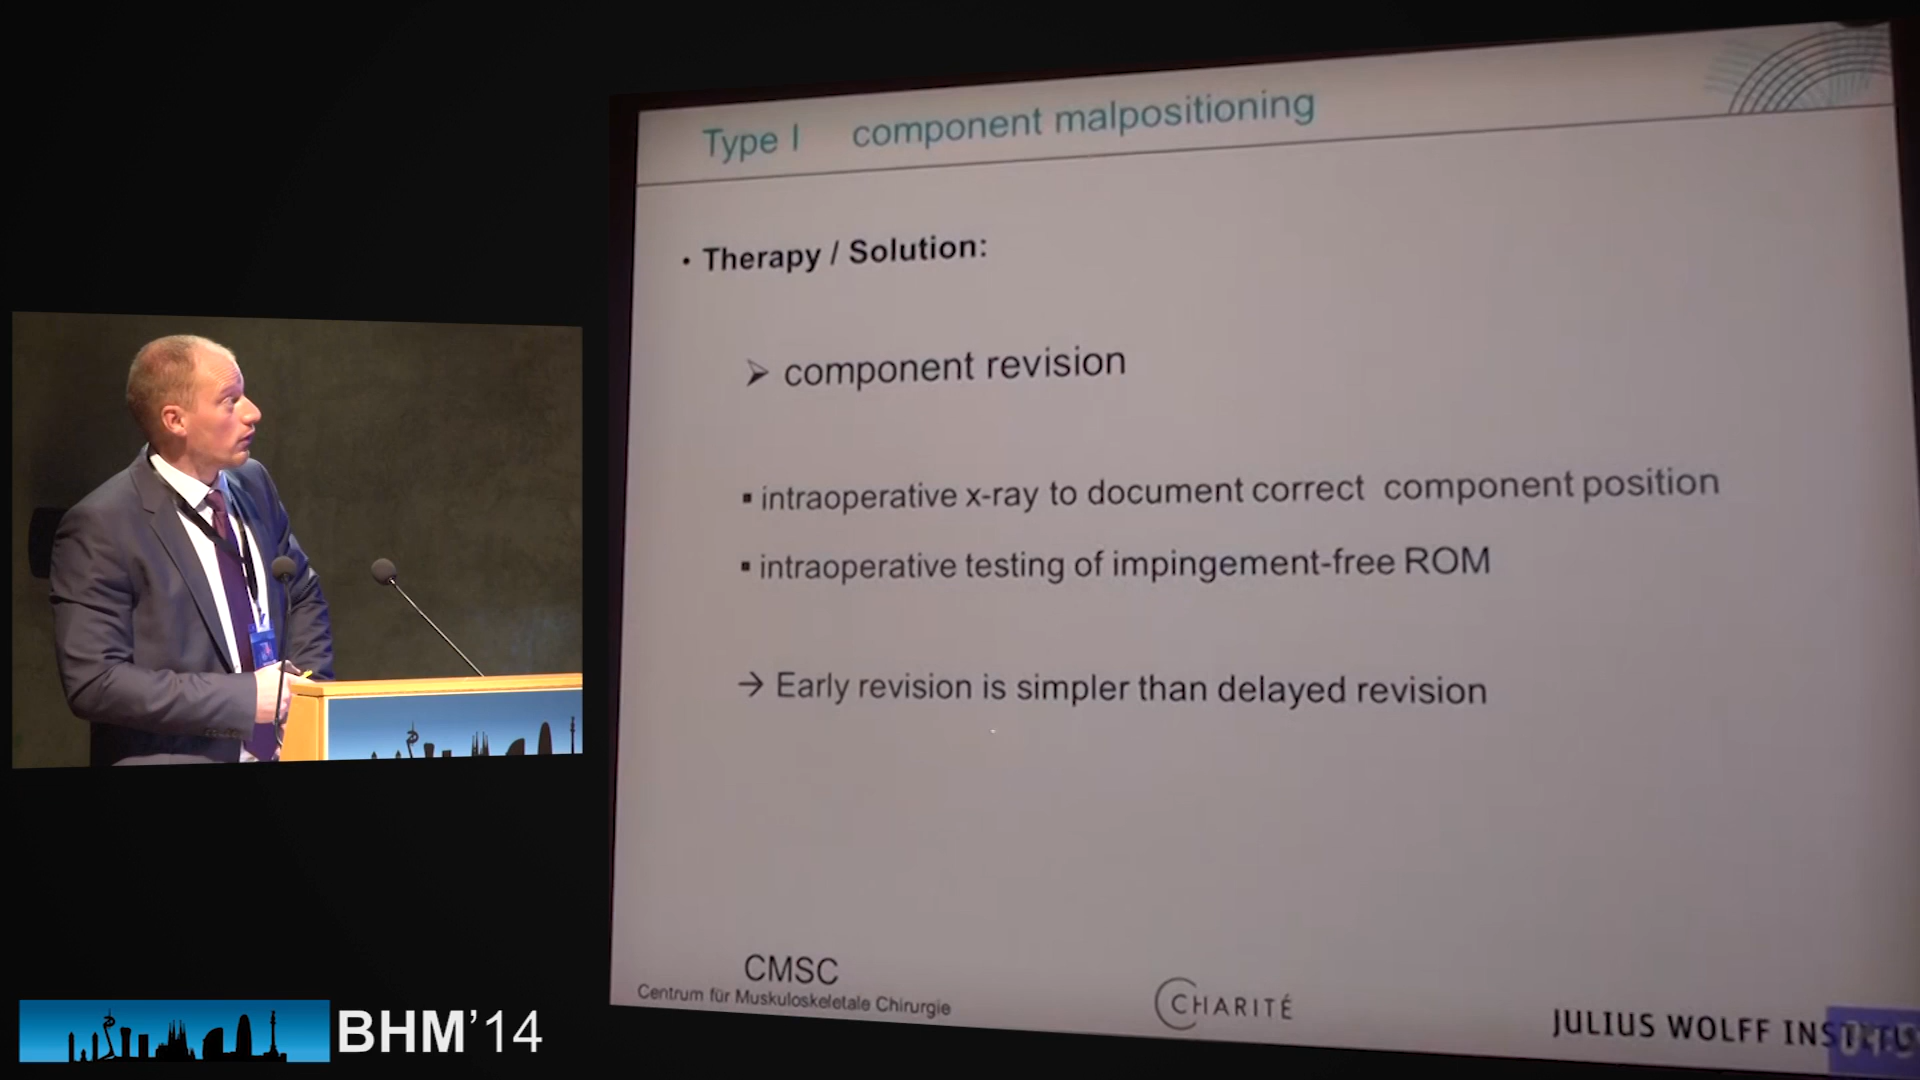 Type I component malpositioning
• Therapy / Solution:
➢ component revision
▪ intraoperative x-ray to document correct component position
▪ intraoperative testing of impingement-free ROM
→ Early revision is simpler than delayed revision
CMSC
Centrum für Muskuloskeletale Chirurgie
CHARITÉ
JULIUS WOLFF
BHM'14